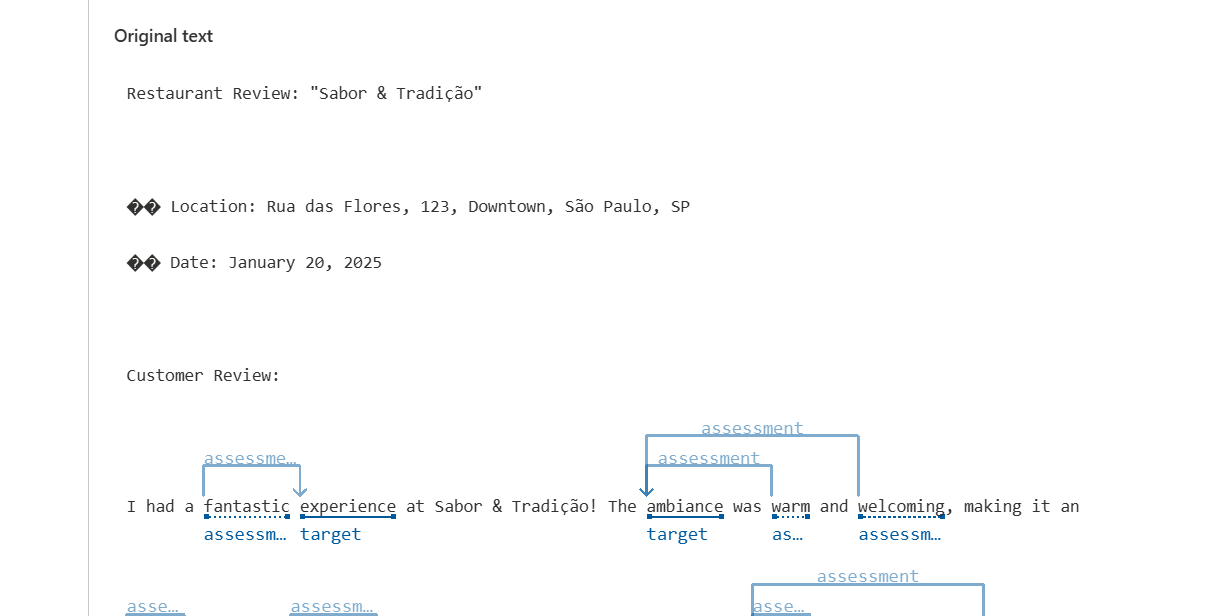 Original text
Restaurant Review: "Sabor & Tradição"
�� Location: Rua das Flores, 123, Downtown, São Paulo, SP
�� Date: January 20, 2025
Customer Review:
assessment
assessme… assessment
I had a fantastic experience at Sabor & Tradição! The ambiance was warm and welcoming, making it an
assessm… target target as… assessm…
assessment
asse… assessm… asse…